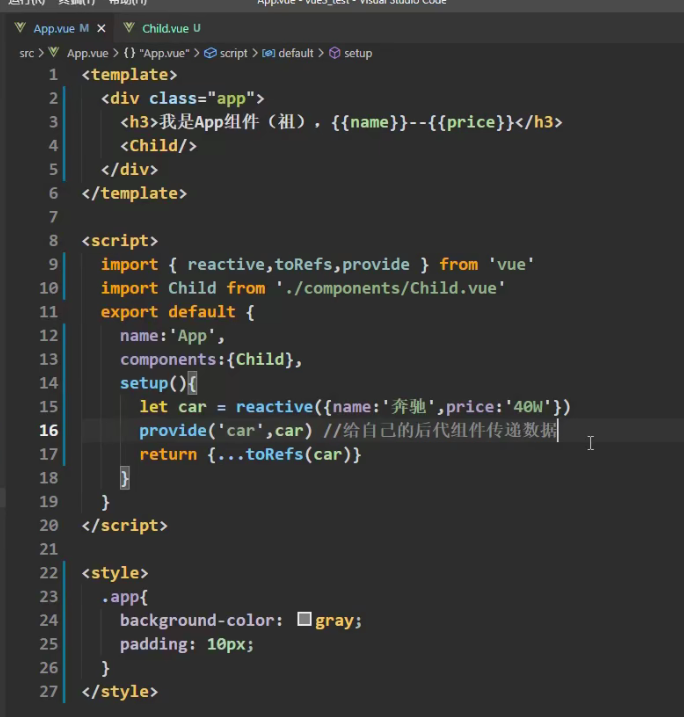 App.vue - vue3_test - Visual Studio Code
App.vue M × Child.vue U
src > App.vue > {} "App.vue" > script > default > setup
1 <template>
2 <div class="app">
3 <h3>我是App组件（祖），{{name}}--{{price}}</h3>
4 <Child/>
5 </div>
6 </template>
7
8 <script>
9 import { reactive,toRefs,provide } from 'vue'
10 import Child from './components/Child.vue'
11 export default {
12 name:'App',
13 components:{Child},
14 setup(){
15 let car = reactive({name:'奔驰',price:'40W'})
16 provide('car',car) //给自己的后代组件传递数据
17 return {...toRefs(car)}
18 }
19 }
20 </script>
21
22 <style>
23 .app{
24 background-color: gray;
25 padding: 10px;
26 }
27 </style>